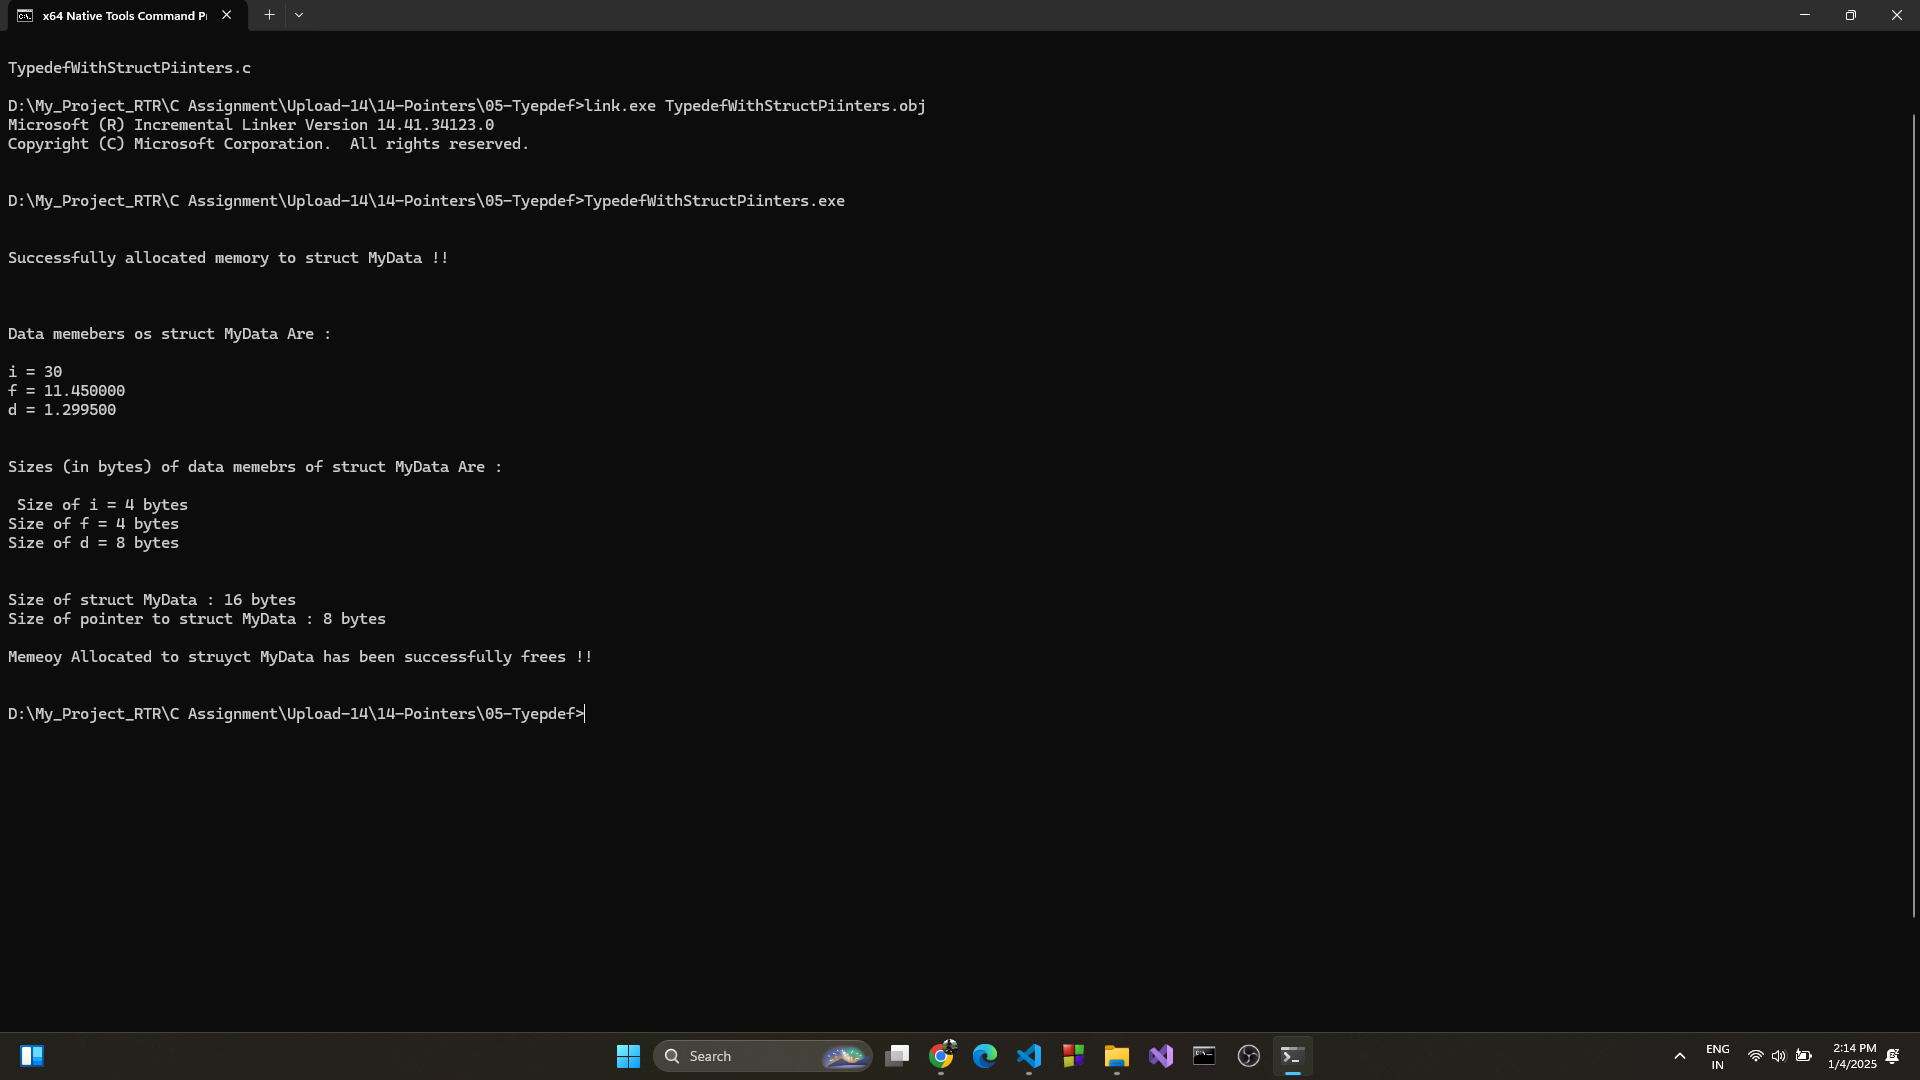 x64 Native Tools Command P
TypedefWithStructPiinters.c
D:\My_Project_RTR\C Assignment\Upload-14\14-Pointers\05-Tyepdef>link.exe TypedefWithStructPiinters.obj
Microsoft (R) Incremental Linker Version 14.41.34123.0
Copyright (C) Microsoft Corporation.  All rights reserved.
D:\My_Project_RTR\C Assignment\Upload-14\14-Pointers\05-Tyepdef>TypedefWithStructPiinters.exe
Successfully allocated memory to struct MyData !!
Data memebers os struct MyData Are :
i = 30
f = 11.450000
d = 1.299500
Sizes (in bytes) of data memebrs of struct MyData Are :
Size of i = 4 bytes
Size of f = 4 bytes
Size of d = 8 bytes
Size of struct MyData : 16 bytes
Size of pointer to struct MyData : 8 bytes
Memeoy Allocated to struyct MyData has been successfully frees !!
D:\My_Project_RTR\C Assignment\Upload-14\14-Pointers\05-Tyepdef>
Search
ENG
IN
2:14 PM
1/4/2025